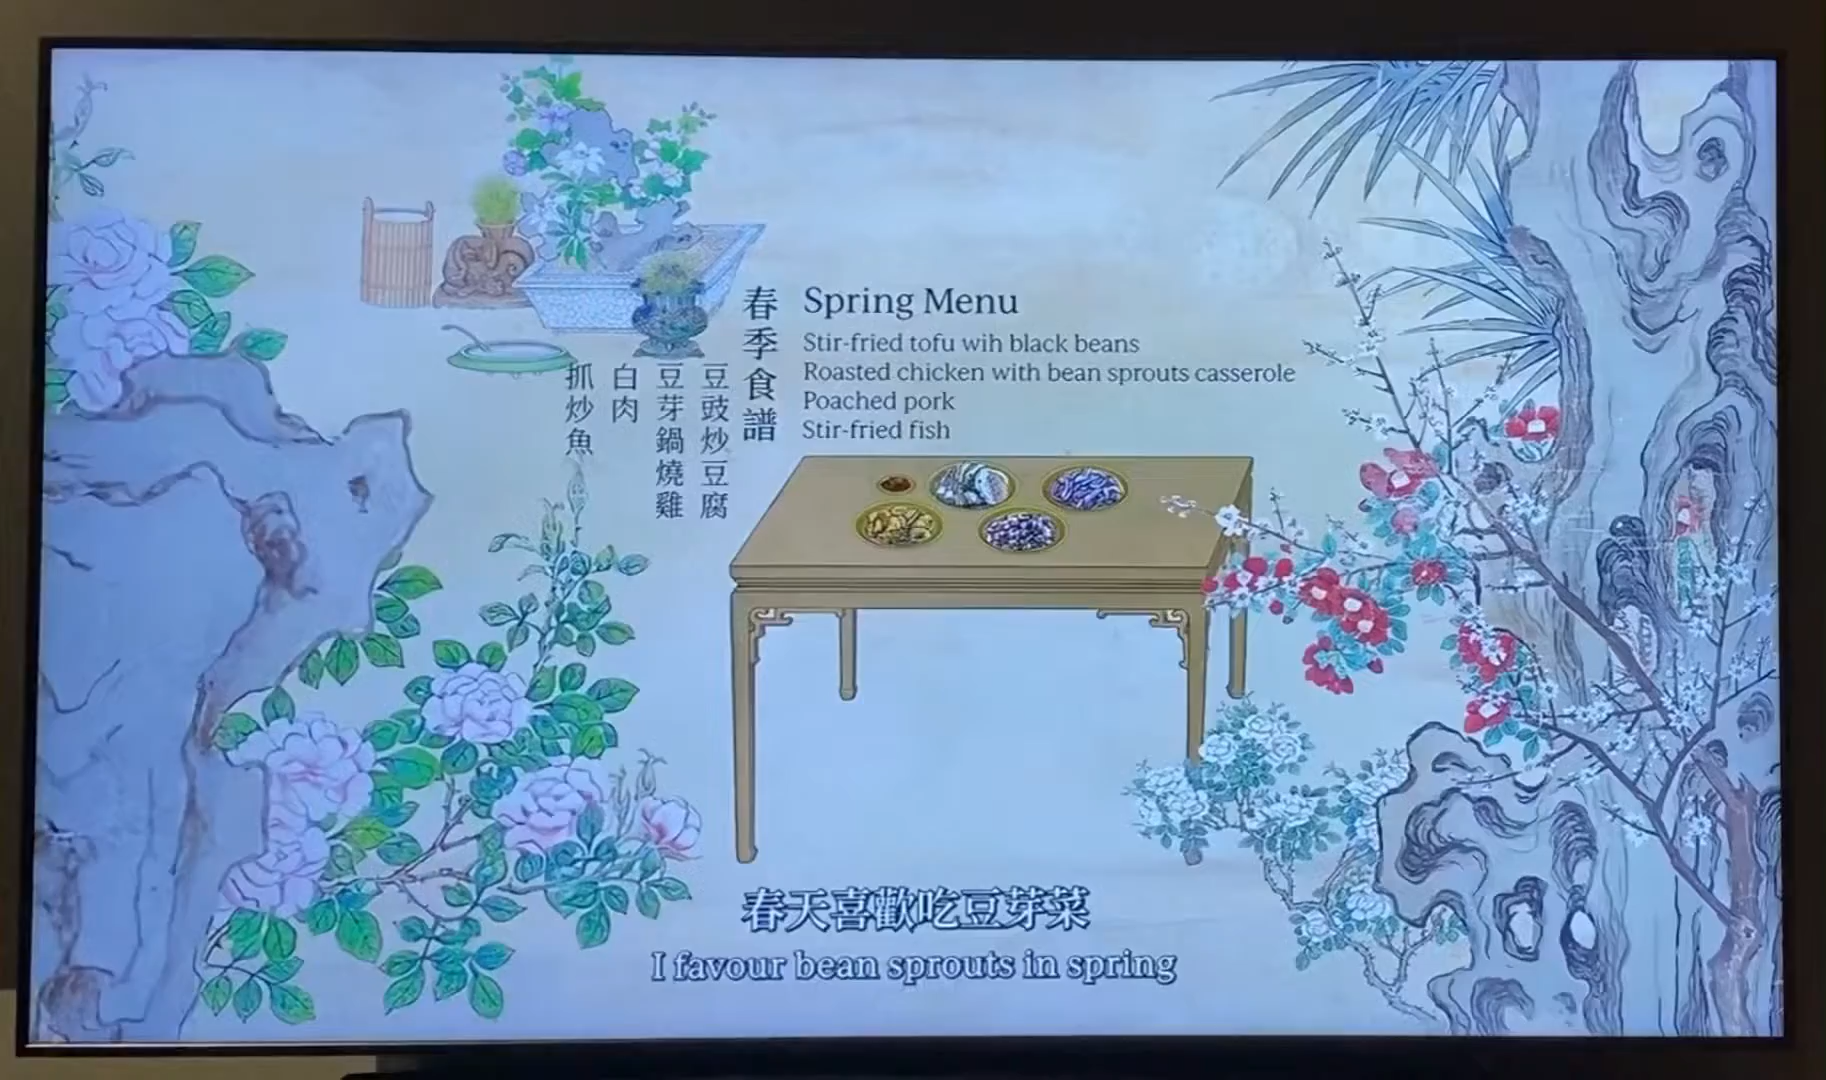 春季食譜
豆豉炒豆腐
豆芽鍋燒雞
白肉
抓炒魚
Spring Menu
Stir-fried tofu wih black beans
Roasted chicken with bean sprouts casserole
Poached pork
Stir-fried fish
春天喜歡吃豆芽菜
I favour bean sprouts in spring